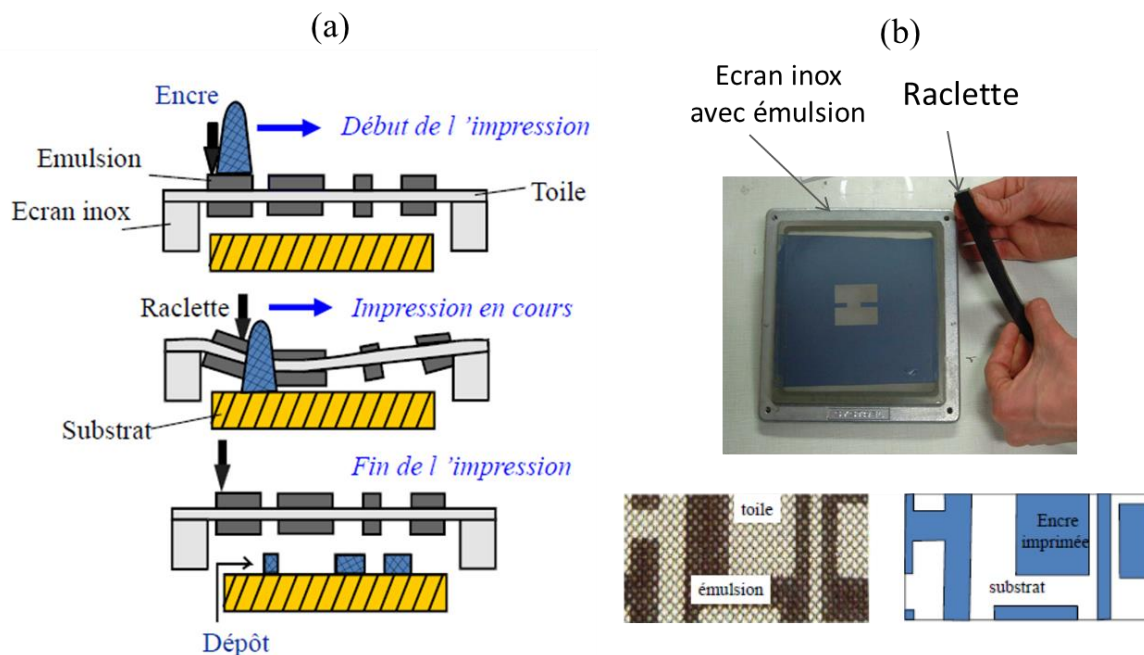 (a)
Encre
Début de l ’impression
Emulsion
Toile
Ecran inox
Raclette
Impression en cours
Substrat
Fin de l ’impression
Dépôt
(b)
Ecran inox
avec émulsion
Raclette
toile
émulsion
Encre
imprimée
substrat